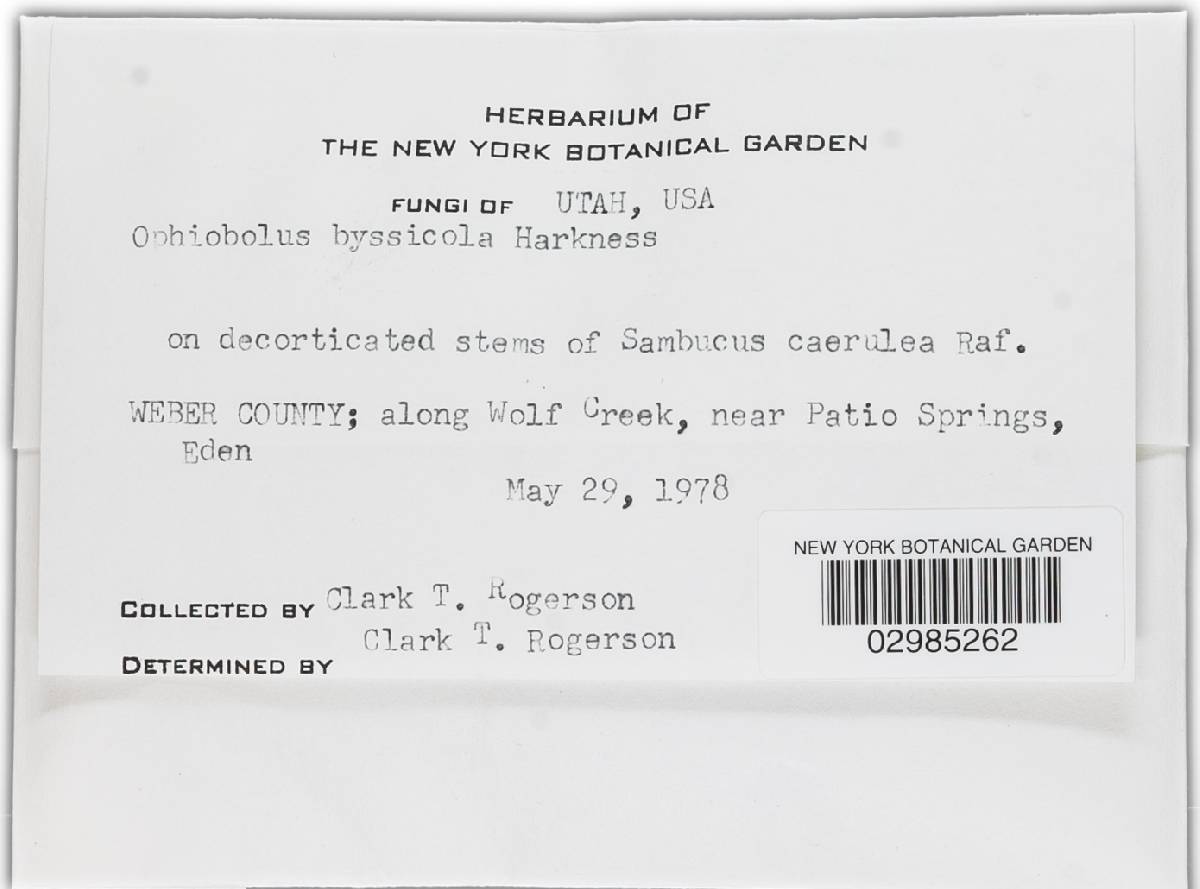 HERBARIUM OF
THE NEW YORK BOTANICAL GARDEN
FUNGI OF UTAH, USA
Ophiobolus byssicola Harkness
on decorticated stems of Sambucus caerulea Raf.
WEBER COUNTY; along Wolf Creek, near Patio Springs,
Eden
May 29, 1978
NEW YORK BOTANICAL GARDEN
02985262
COLLECTED BY Clark T. Rogerson
Clark T. Rogerson
DETERMINED BY